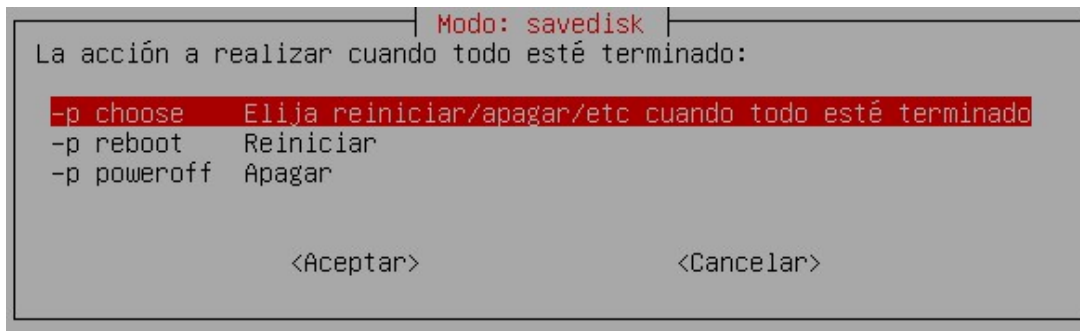 Modo: savedisk
La acción a realizar cuando todo esté terminado:
-p choose Elija reiniciar/apagar/etc cuando todo esté terminado
-p reboot Reiniciar
-p poweroff Apagar
<Aceptar> <Cancelar>